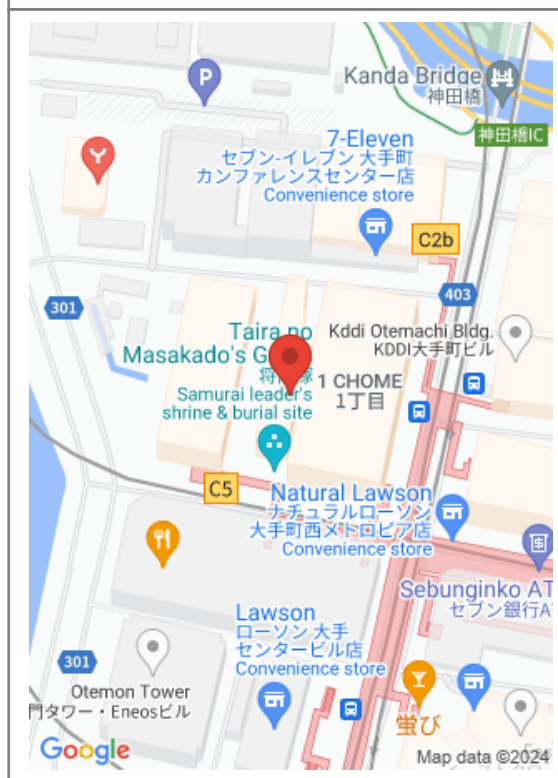 Kanda Bridge
神田橋
P
神田橋IC
7-Eleven
セブン-イレブン 大手町
カンファレンスセンター店
Convenience store
C2b
403
301
Taira no
Masakado's G
Samurai leader's
shrine & burial site
Kddi Otemachi Bldg.
KDDI大手町ビル
1 CHOME
1丁目
C5
Natural Lawson
ナチュラルローソン
大手町西メトロピア店
Convenience store
Sebunginko AT
セブン銀行A
Lawson
ローソン 大手
センタービル店
Convenience store
301
Otemon Tower
門タワー・Eneosビル
蛍び
Google
Map data ©2024